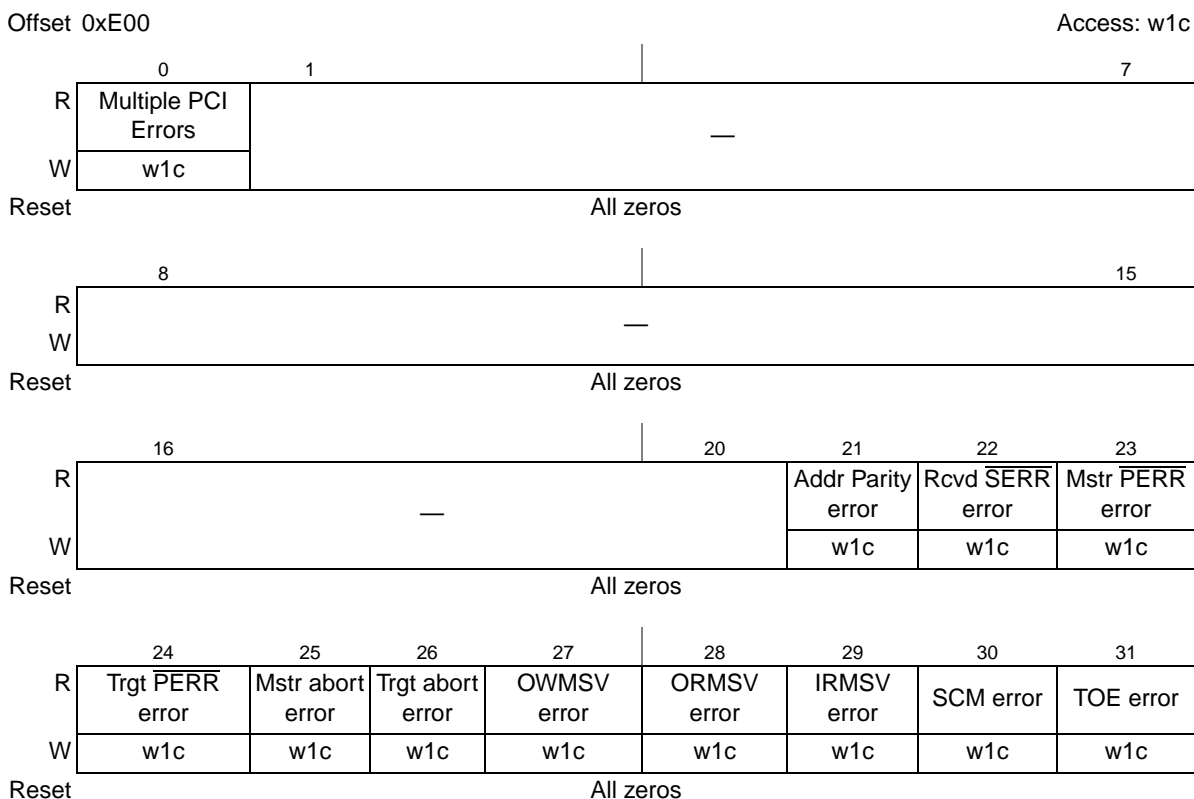 Offset 0xE00 Access: w1c
0 1 7
R Multiple PCI
Errors —
W w1c
Reset All zeros
8 15
R
—
W
Reset All zeros
16 20 21 22 23
R Addr Parity Rcvd SERR Mstr PERR
— error error error
W w1c w1c w1c
Reset All zeros
24 25 26 27 28 29 30 31
R Trgt PERR Mstr abort Trgt abort OWMSV ORMSV IRMSV SCM error TOE error
error error error error error error
W w1c w1c w1c w1c w1c w1c w1c w1c
Reset All zeros